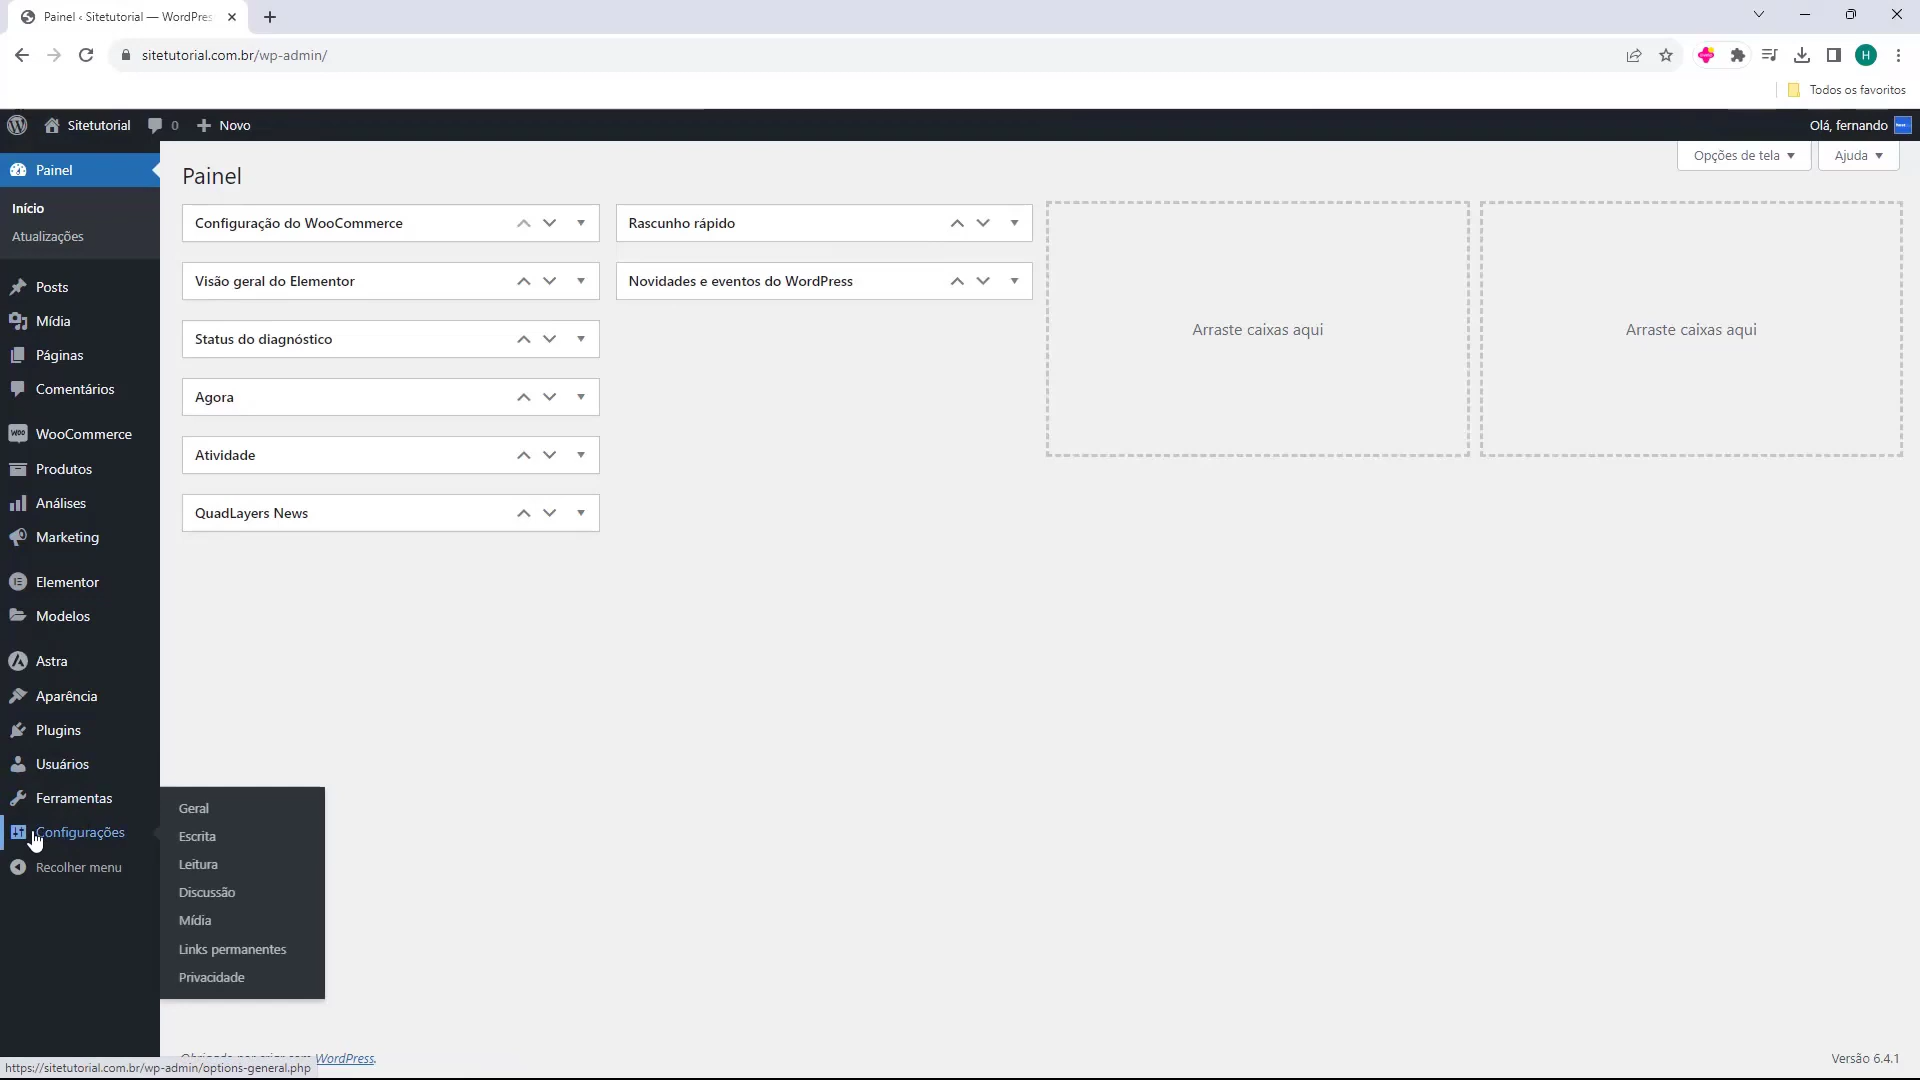 Painel ‹ Sitetutorial — WordPres
sitetutorial.com.br/wp-admin/
H
Todos os favoritos
Sitetutorial
0
Novo
Olá, fernando
Painel
Início
Atualizações
Posts
Mídia
Páginas
Comentários
WooCommerce
Produtos
Análises
Marketing
Elementor
Modelos
Astra
Aparência
Plugins
Usuários
Ferramentas
Configurações
Recolher menu
Geral
Escrita
Leitura
Discussão
Mídia
Links permanentes
Privacidade
Opções de tela
Ajuda
Painel
Configuração do WooCommerce
Visão geral do Elementor
Status do diagnóstico
Agora
Atividade
QuadLayers News
Rascunho rápido
Novidades e eventos do WordPress
Arraste caixas aqui
Arraste caixas aqui
WordPress.
Versão 6.4.1
https://sitetutorial.com.br/wp-admin/options-general.php